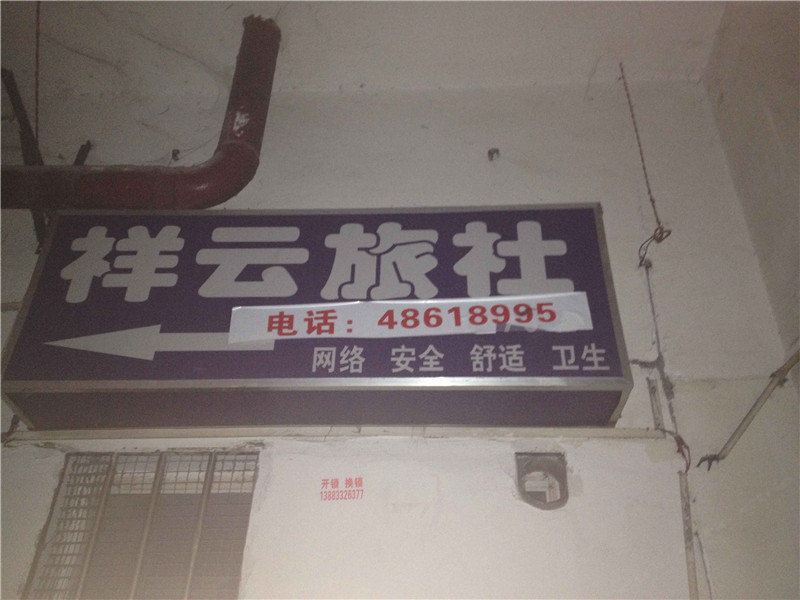 祥云旅社
电话：48618995
网络 安全 舒适 卫生
开锁 换锁
13883326377